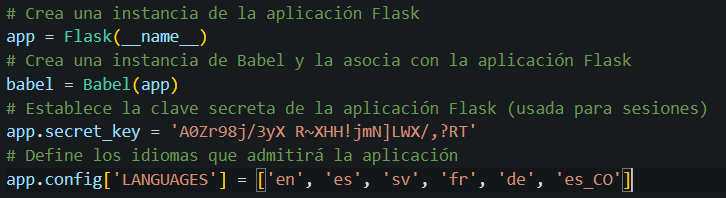 # Crea una instancia de la aplicación Flask
app = Flask(__name__)
# Crea una instancia de Babel y la asocia con la aplicación Flask
babel = Babel(app)
# Establece la clave secreta de la aplicación Flask (usada para sesiones)
app.secret_key = 'A0Zr98j/3yX R~XHH!jmN]LWX/,?RT'
# Define los idiomas que admitirá la aplicación
app.config['LANGUAGES'] = ['en', 'es', 'sv', 'fr', 'de', 'es_CO']